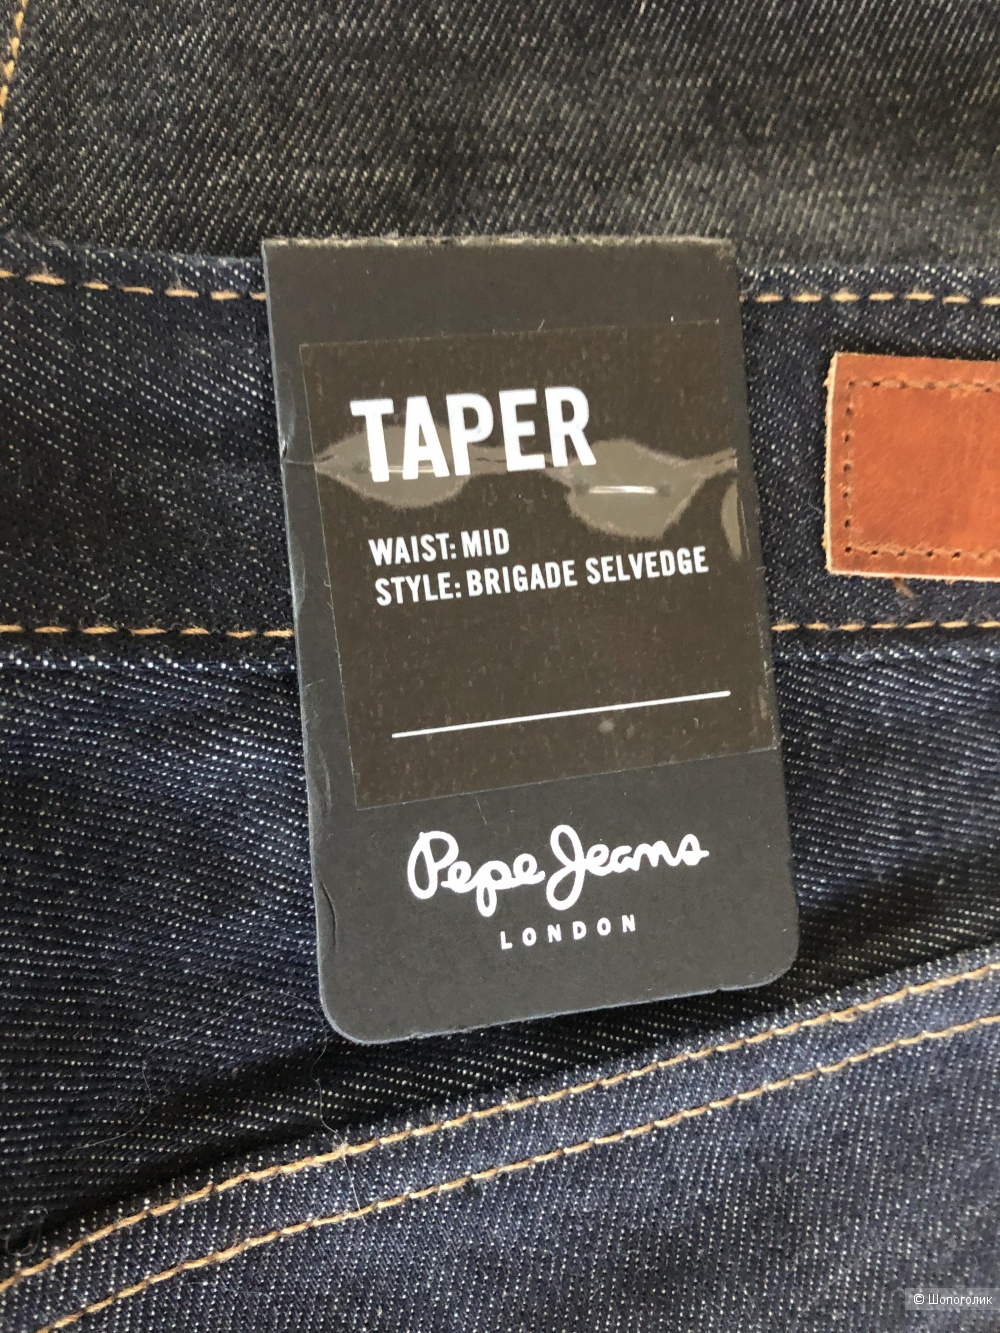 TAPER
WAIST: MID
STYLE: BRIGADE SELVEDGE
Pepe Jeans
LONDON
© Шопоголик